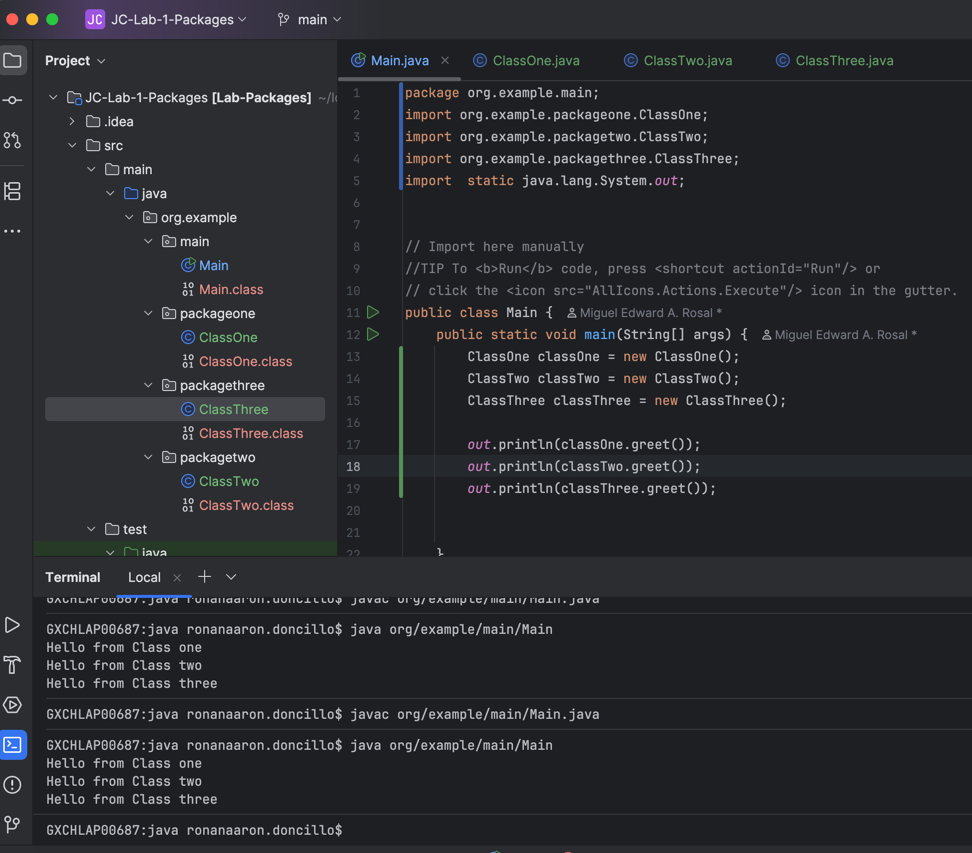 JC JC-Lab-1-Packages main
Project
JC-Lab-1-Packages [Lab-Packages]
.idea
src
main
java
org.example
main
Main
Main.class
packageone
ClassOne
ClassOne.class
packagethree
ClassThree
ClassThree.class
packagetwo
ClassTwo
ClassTwo.class
test
java
Main.java ClassOne.java ClassTwo.java ClassThree.java
1 package org.example.main;
2 import org.example.packageone.ClassOne;
3 import org.example.packagetwo.ClassTwo;
4 import org.example.packagethree.ClassThree;
5 import  static java.lang.System.out;
6
7
8 // Import here manually
9 //TIP To <b>Run</b> code, press <shortcut actionId="Run"/> or
10 // click the <icon src="AllIcons.Actions.Execute"/> icon in the gutter.
11 public class Main { Miguel Edward A. Rosal *
12 public static void main(String[] args) { Miguel Edward A. Rosal *
13 ClassOne classOne = new ClassOne();
14 ClassTwo classTwo = new ClassTwo();
15 ClassThree classThree = new ClassThree();
16
17 out.println(classOne.greet());
18 out.println(classTwo.greet());
19 out.println(classThree.greet());
20
21
22 }
Terminal Local
GXCHLAP00687:java ronanaaron.doncillo$ javac org/example/main/Main.java
GXCHLAP00687:java ronanaaron.doncillo$ java org/example/main/Main
Hello from Class one
Hello from Class two
Hello from Class three
GXCHLAP00687:java ronanaaron.doncillo$ javac org/example/main/Main.java
GXCHLAP00687:java ronanaaron.doncillo$ java org/example/main/Main
Hello from Class one
Hello from Class two
Hello from Class three
GXCHLAP00687:java ronanaaron.doncillo$